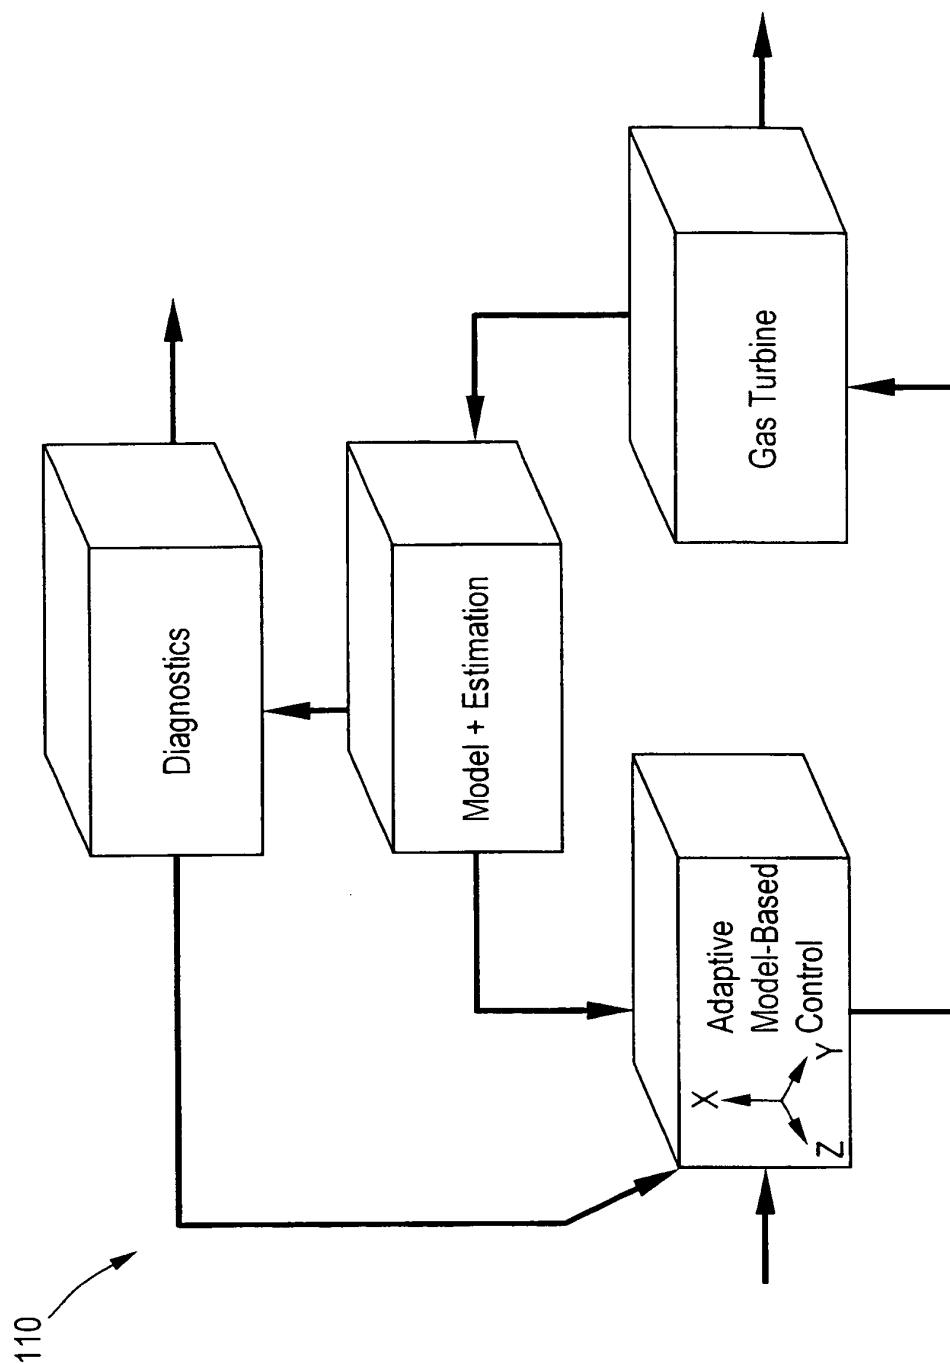 110
Diagnostics
Model + Estimation
Adaptive
Model-Based
Control
X
Y
Z
Gas Turbine